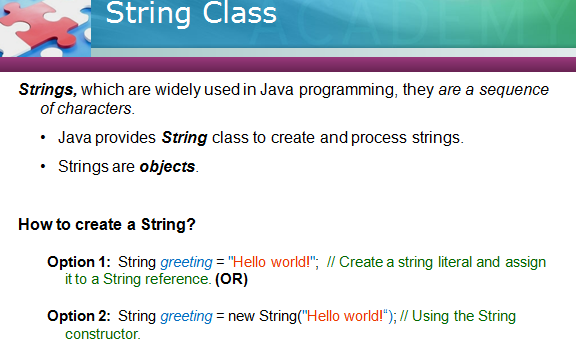 String Class
ACADEMY
Strings, which are widely used in Java programming, they are a sequence
of characters.
• Java provides String class to create and process strings.
• Strings are objects.
How to create a String?
Option 1: String greeting = "Hello world!"; // Create a string literal and assign
it to a String reference. (OR)
Option 2: String greeting = new String("Hello world!“); // Using the String
constructor.